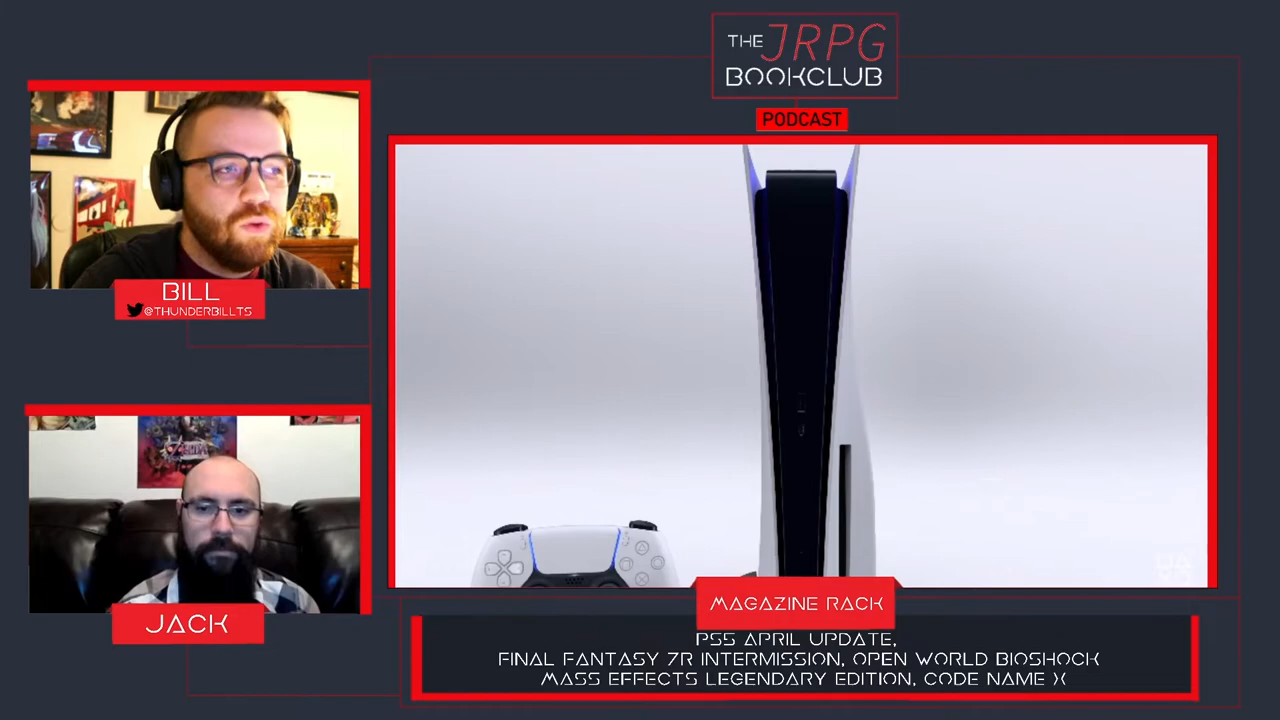 THE JRPG
BOOKCLUB
PODCAST
BILL
@THUNDERBILLTS
JACK
MAGAZINE RACK
PS5 APRIL UPDATE,
FINAL FANTASY 7R INTERMISSION, OPEN WORLD BIOSHOCK
MASS EFFECTS LEGENDARY EDITION, CODE NAME X